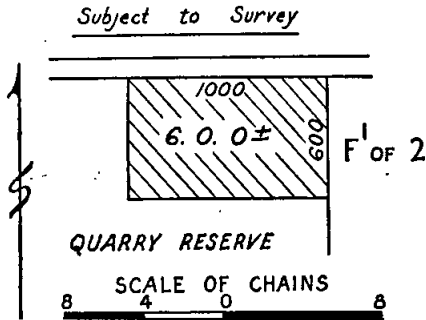 Subject to Survey
1000
6. 0. 0±
600
F¹ OF 2
QUARRY RESERVE
SCALE OF CHAINS
8 4 0 8